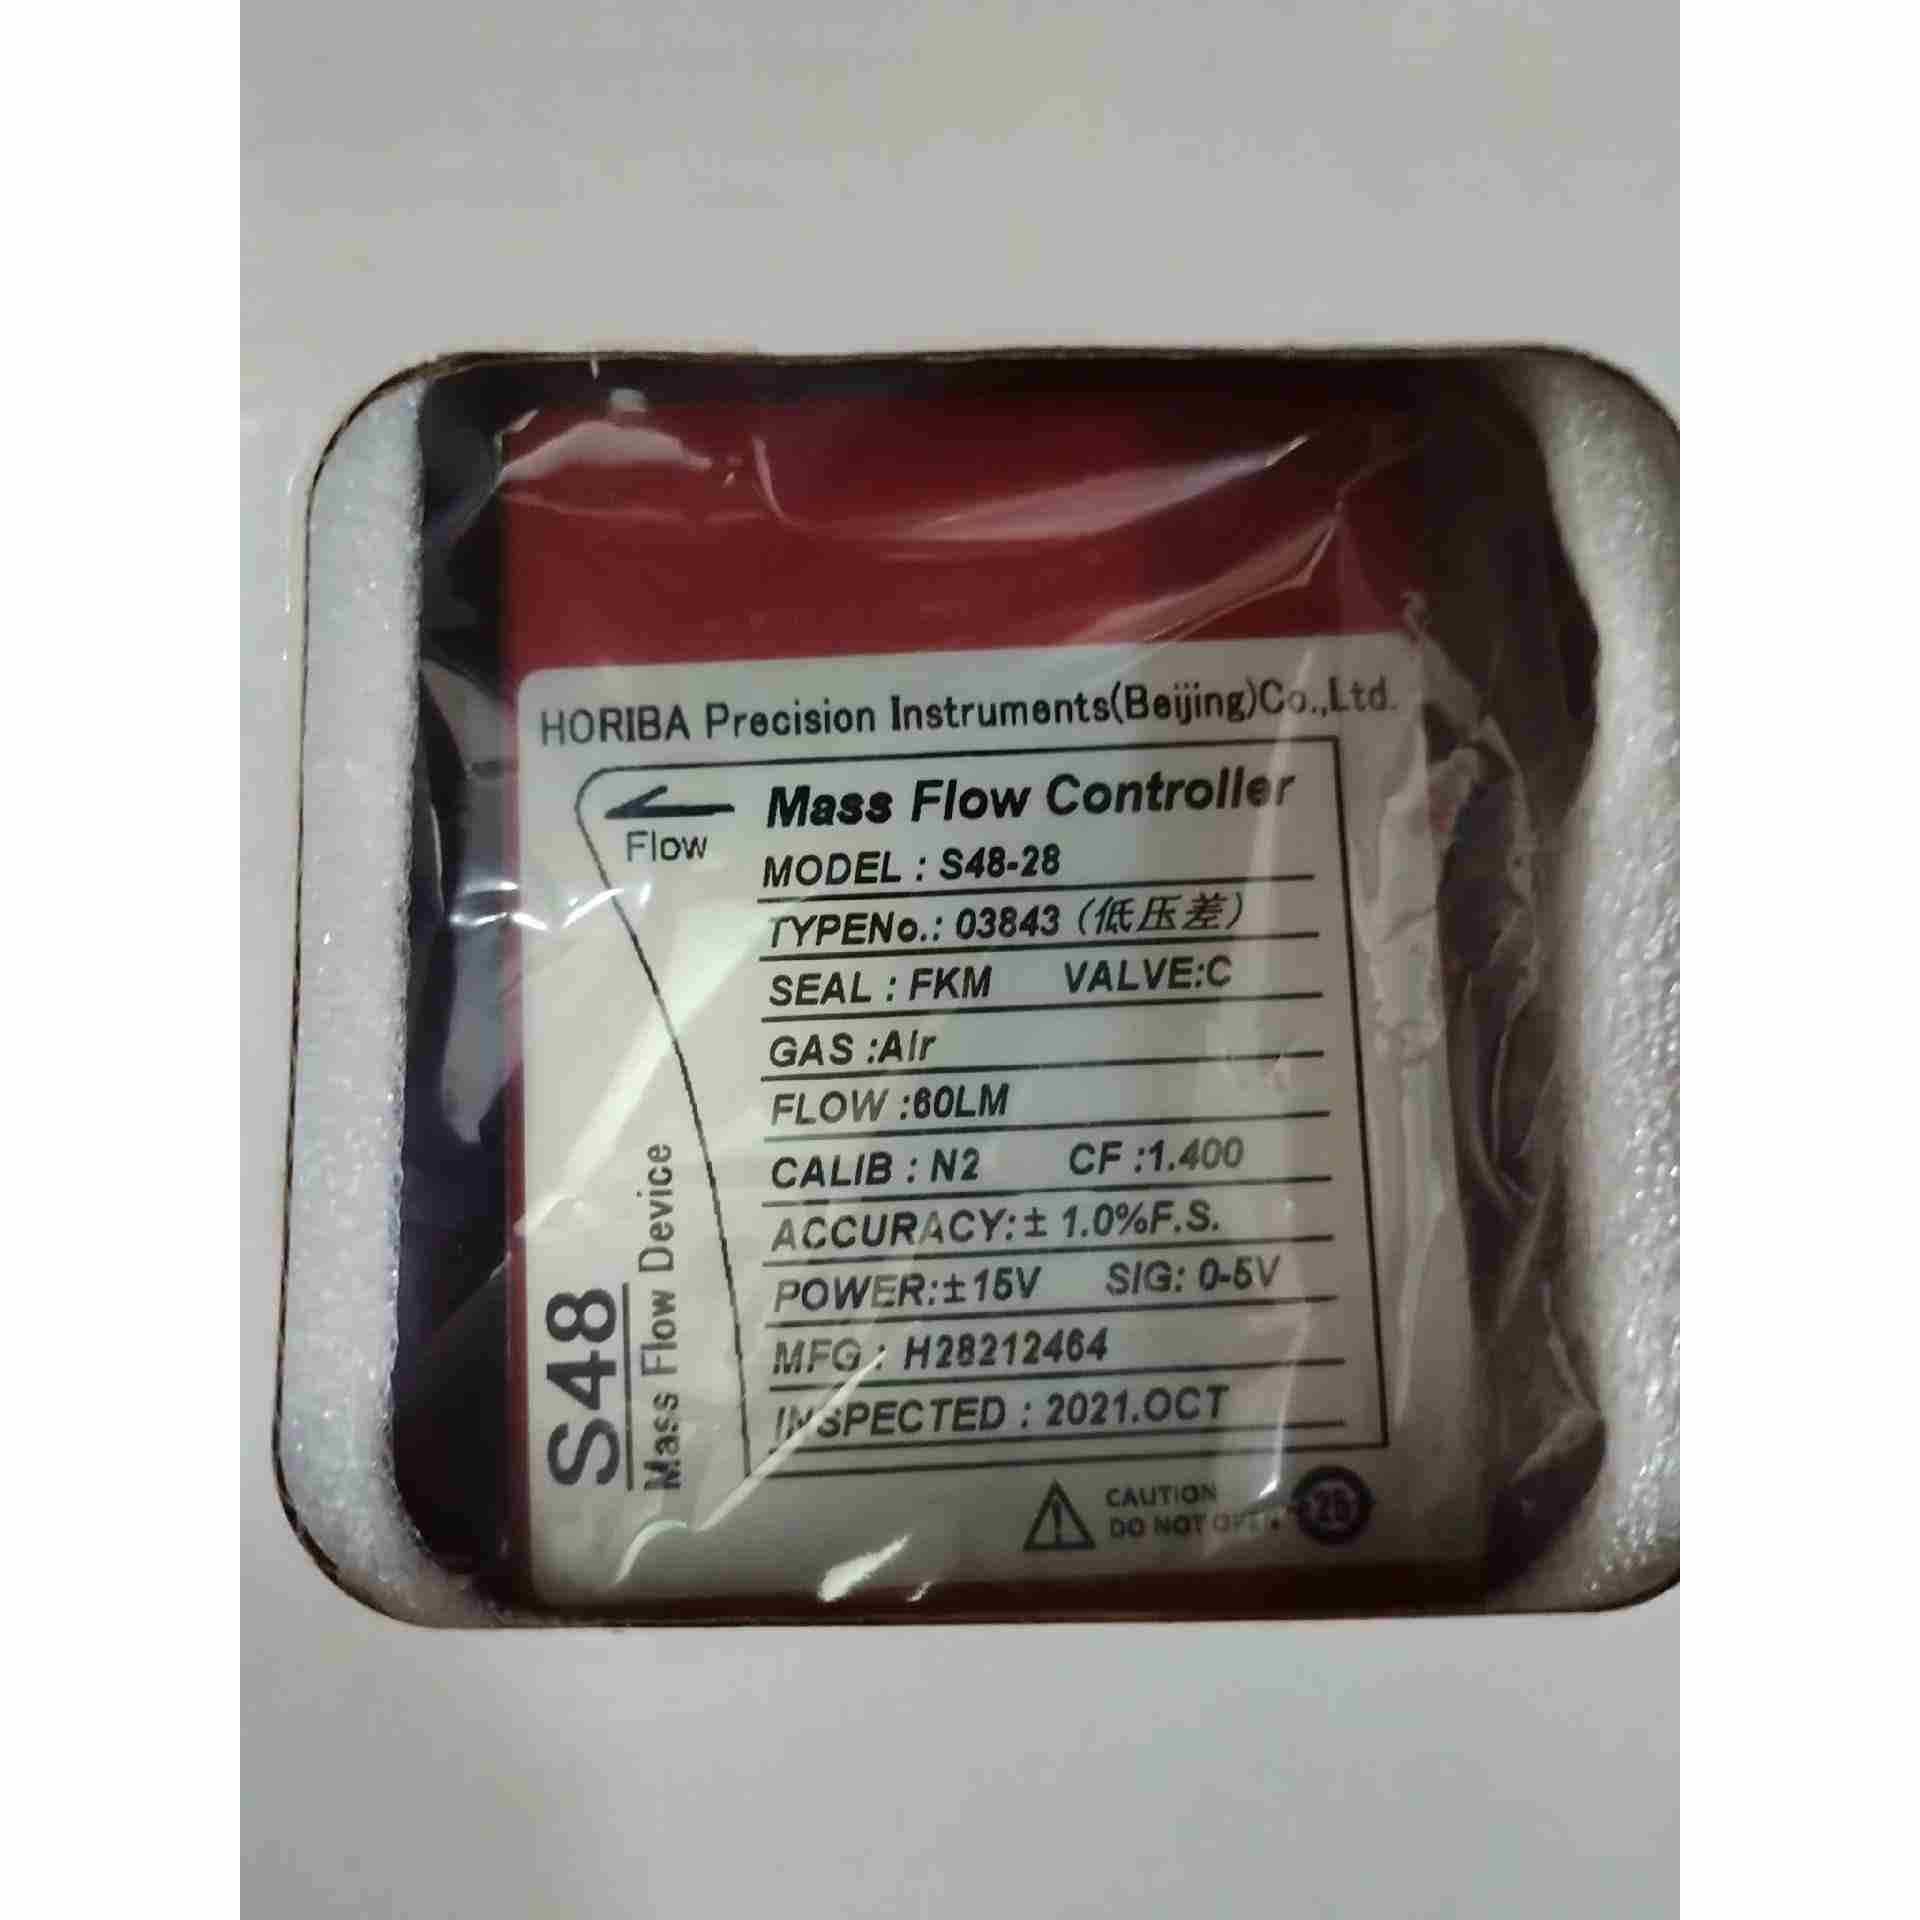 HORIBA Precision Instruments(Beijing)Co.,Ltd.
Flow
Mass Flow Controller
MODEL : S48-28
TYPENo.: 03843 (低压差)
SEAL : FKM VALVE:C
GAS :Air
FLOW :60LM
CALIB : N2 CF :1.400
ACCURACY:± 1.0%F.S.
POWER:±15V SIG: 0-5V
MFG : H28212464
INSPECTED : 2021.OCT
S48
Mass Flow Device
CAUTION
DO NOT OPEN